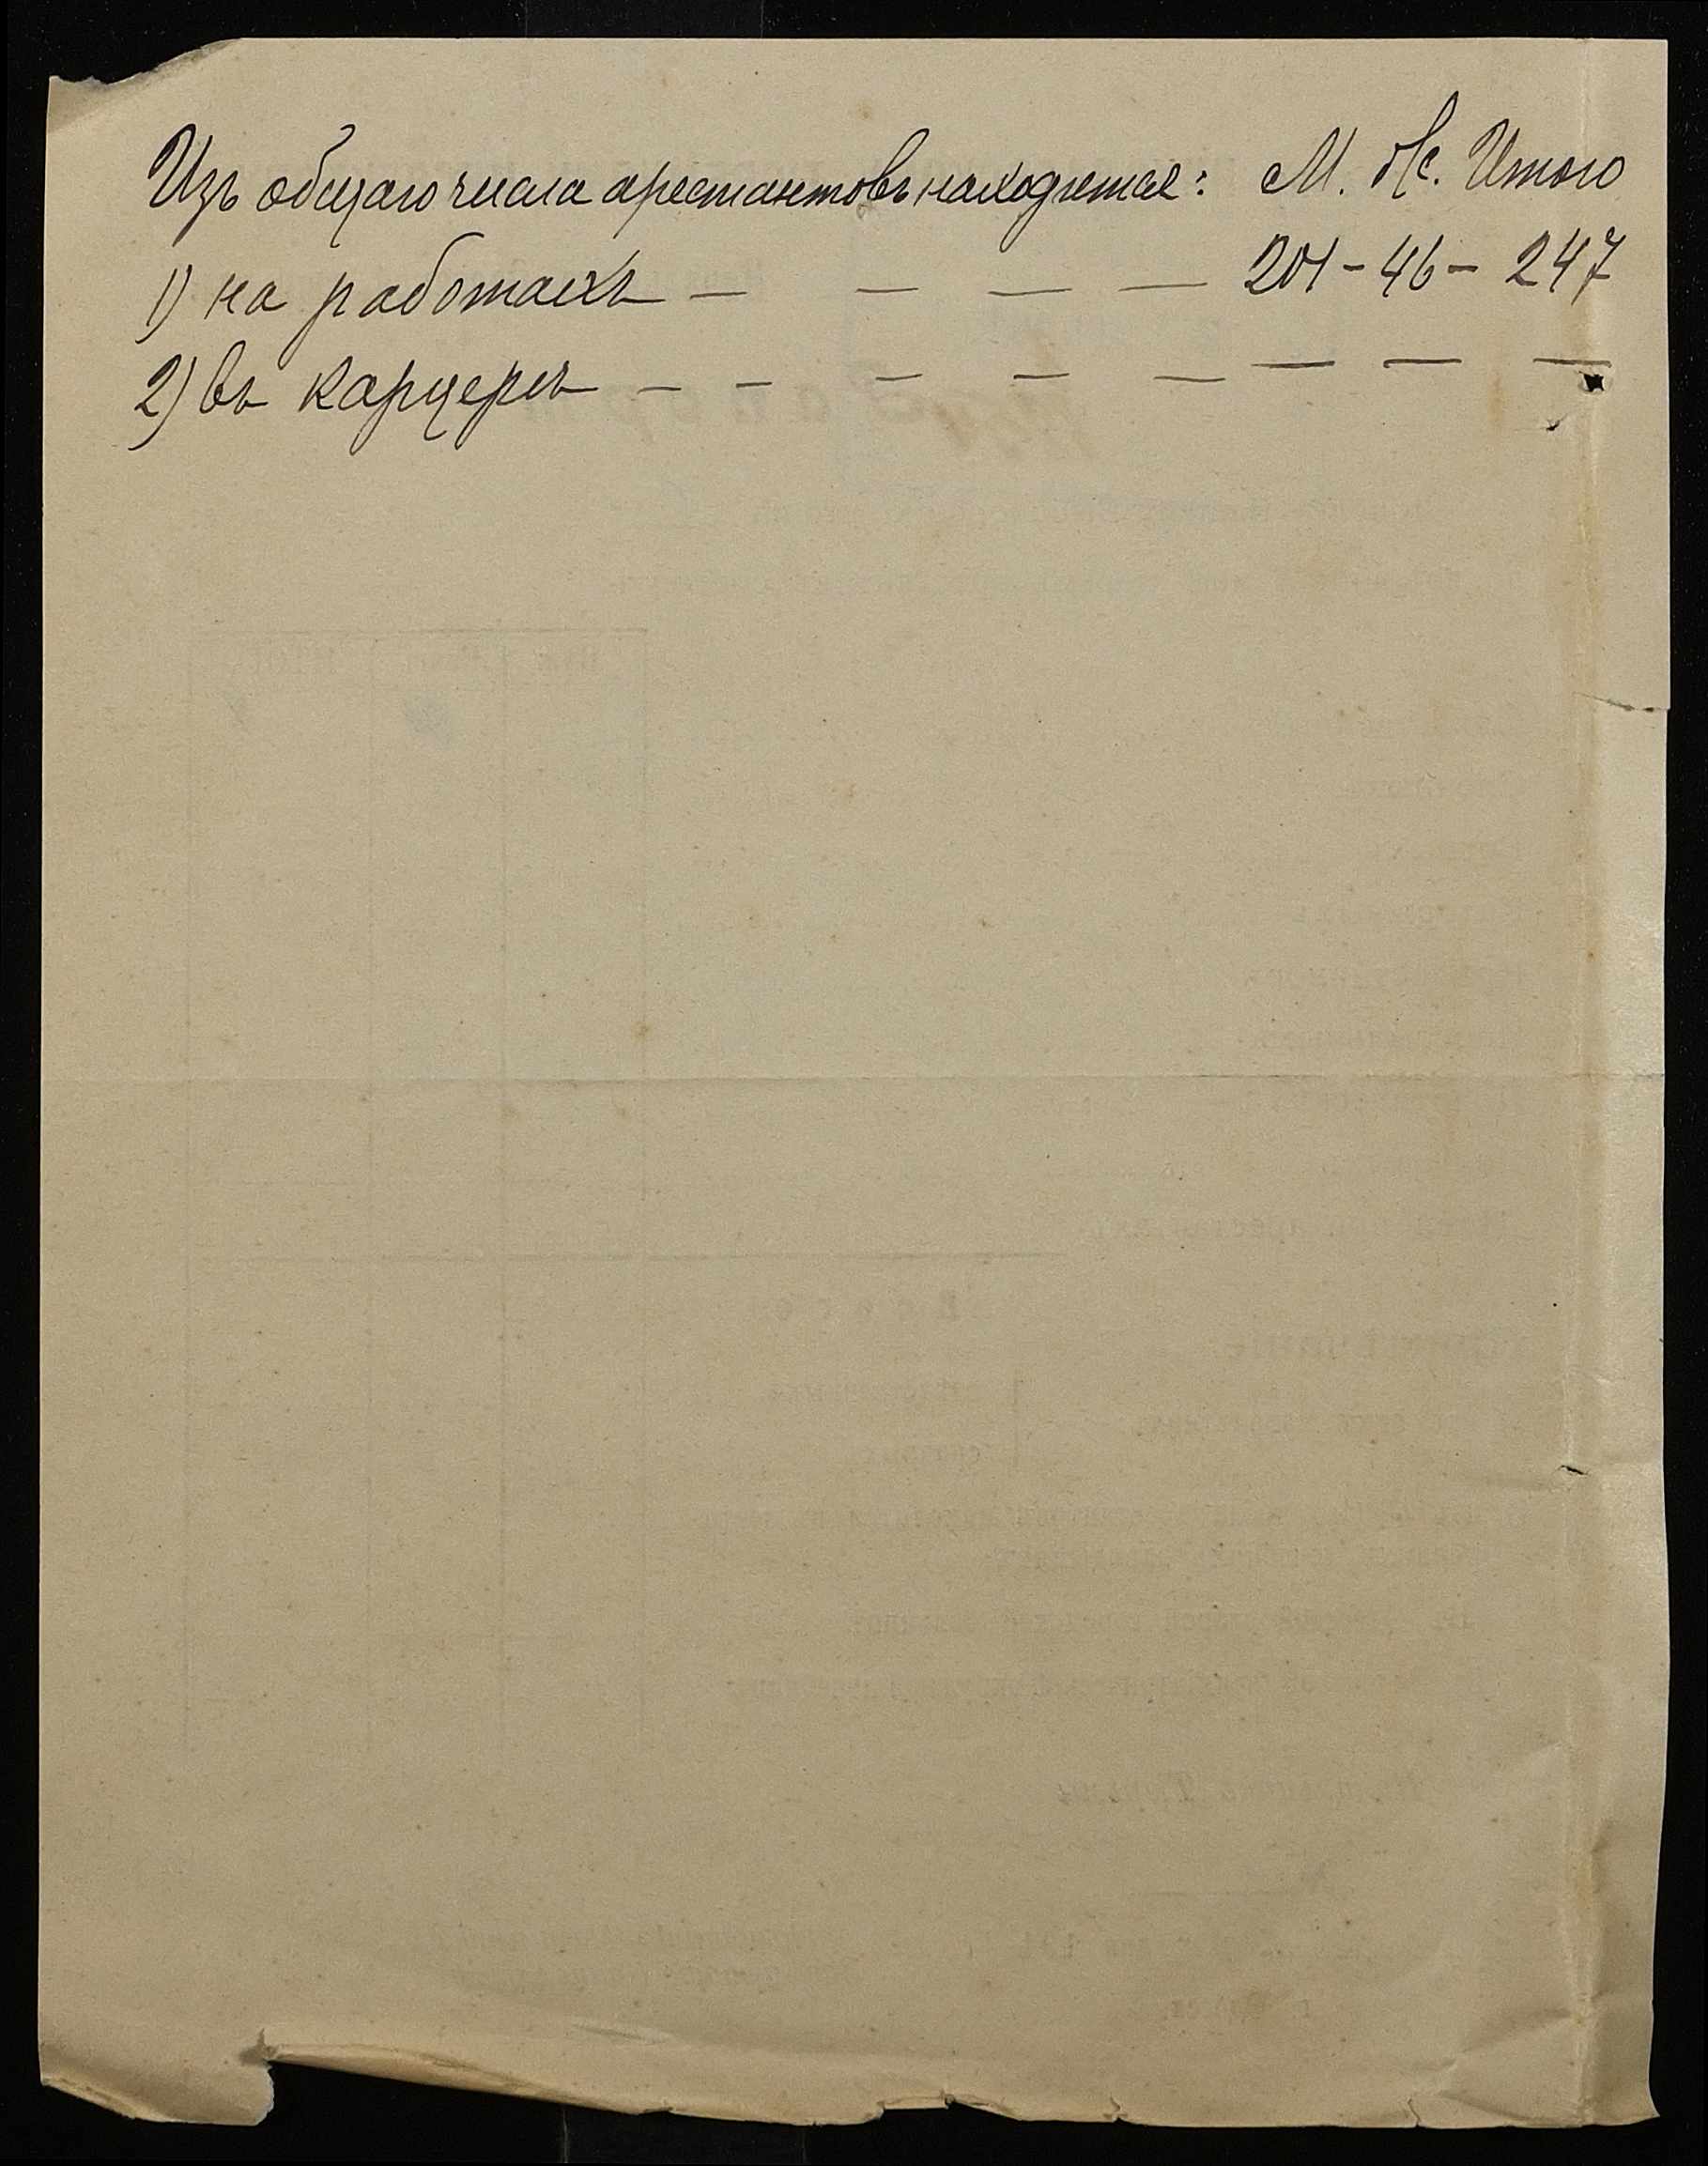 Изъ общаго числа арестантовъ находится: М. Ж. Итого
1) на работахъ — — — — 201 - 46 - 247
2) въ карцерѣ — — — — — — — —